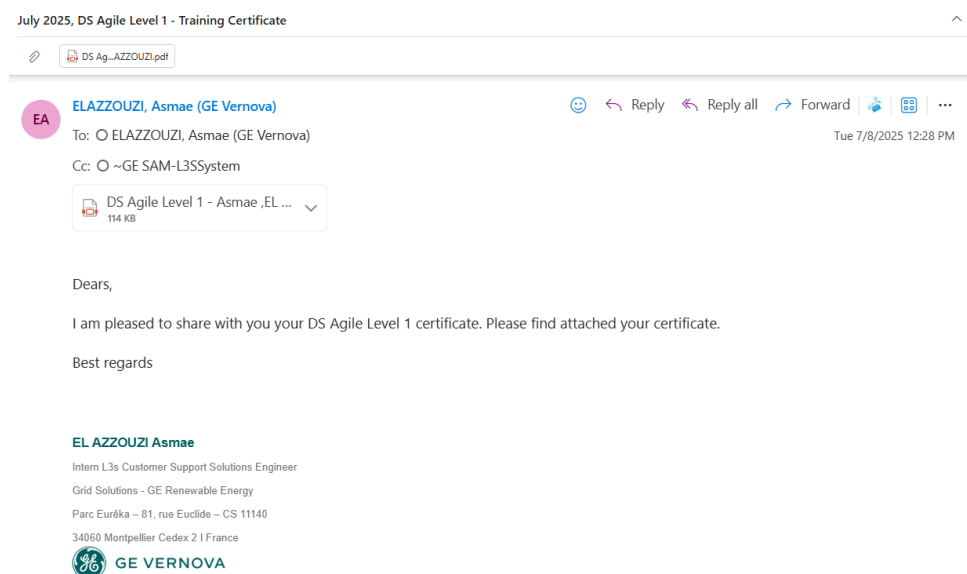 July 2025, DS Agile Level 1 - Training Certificate
DS Ag...AZZOUZI.pdf
EA
ELAZZOUZI, Asmae (GE Vernova)
Reply
Reply all
Forward
To: ELAZZOUZI, Asmae (GE Vernova)
Tue 7/8/2025 12:28 PM
Cc: ~GE SAM-L3SSystem
DS Agile Level 1 - Asmae ,EL ...
114 KB
Dears,
I am pleased to share with you your DS Agile Level 1 certificate. Please find attached your certificate.
Best regards
EL AZZOUZI Asmae
Intern L3s Customer Support Solutions Engineer
Grid Solutions - GE Renewable Energy
Parc Eurêka – 81, rue Euclide – CS 11140
34060 Montpellier Cedex 2 I France
GE VERNOVA